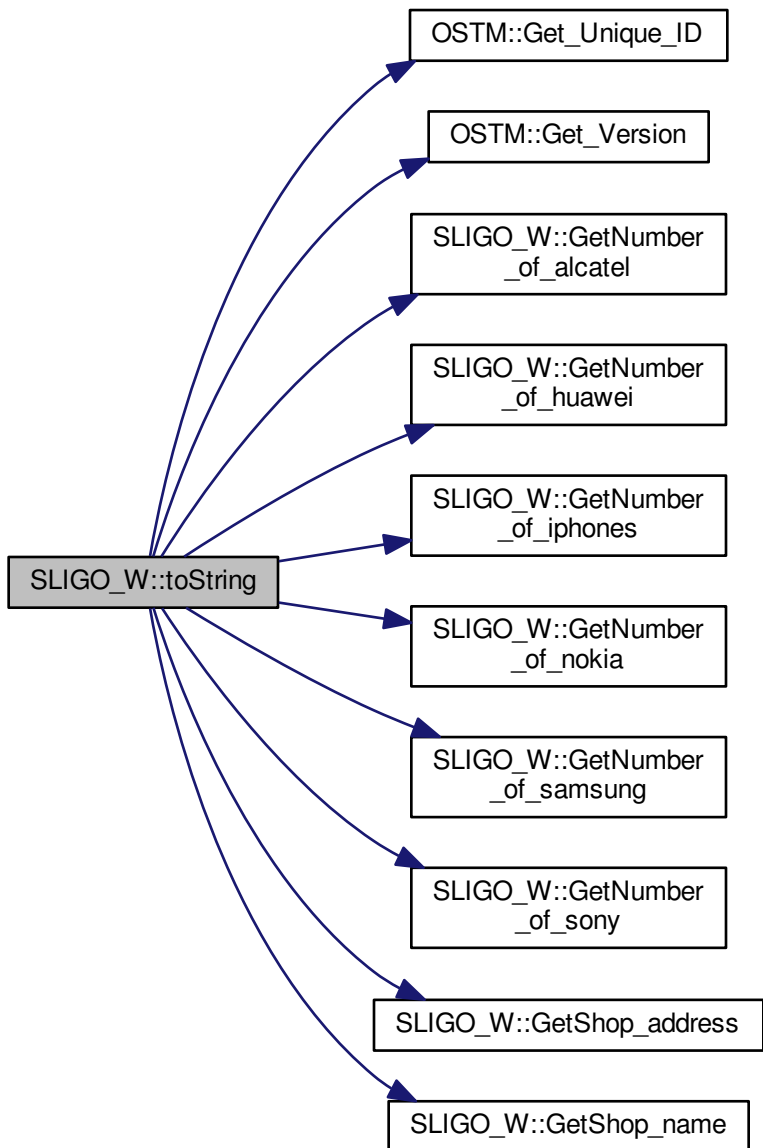 OSTM::Get_Unique_ID
OSTM::Get_Version
SLIGO_W::GetNumber
_of_alcatel
SLIGO_W::GetNumber
_of_huawei
SLIGO_W::GetNumber
_of_iphones
SLIGO_W::toString
SLIGO_W::GetNumber
_of_nokia
SLIGO_W::GetNumber
_of_samsung
SLIGO_W::GetNumber
_of_sony
SLIGO_W::GetShop_address
SLIGO_W::GetShop_name